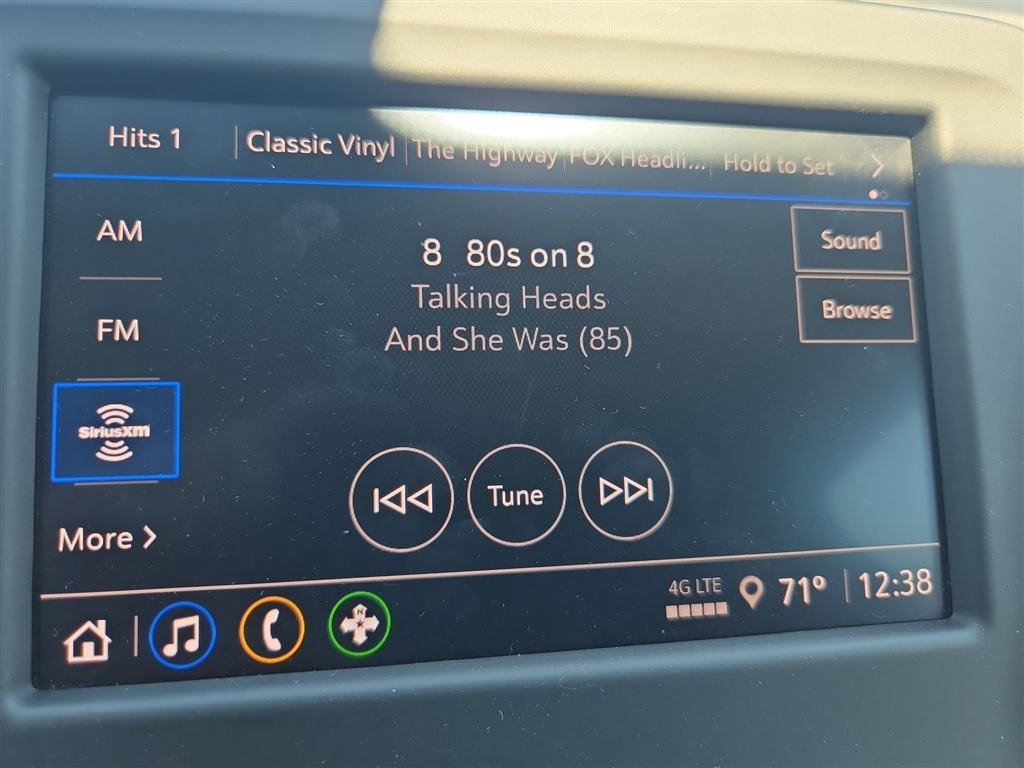 Hits 1 Classic Vinyl The Highway FOX Headli... Hold to Set
AM
8 80s on 8
Sound
Talking Heads
Browse
FM
And She Was (85)
SiriusXM
Tune
More
4G LTE 71° 12:38
N